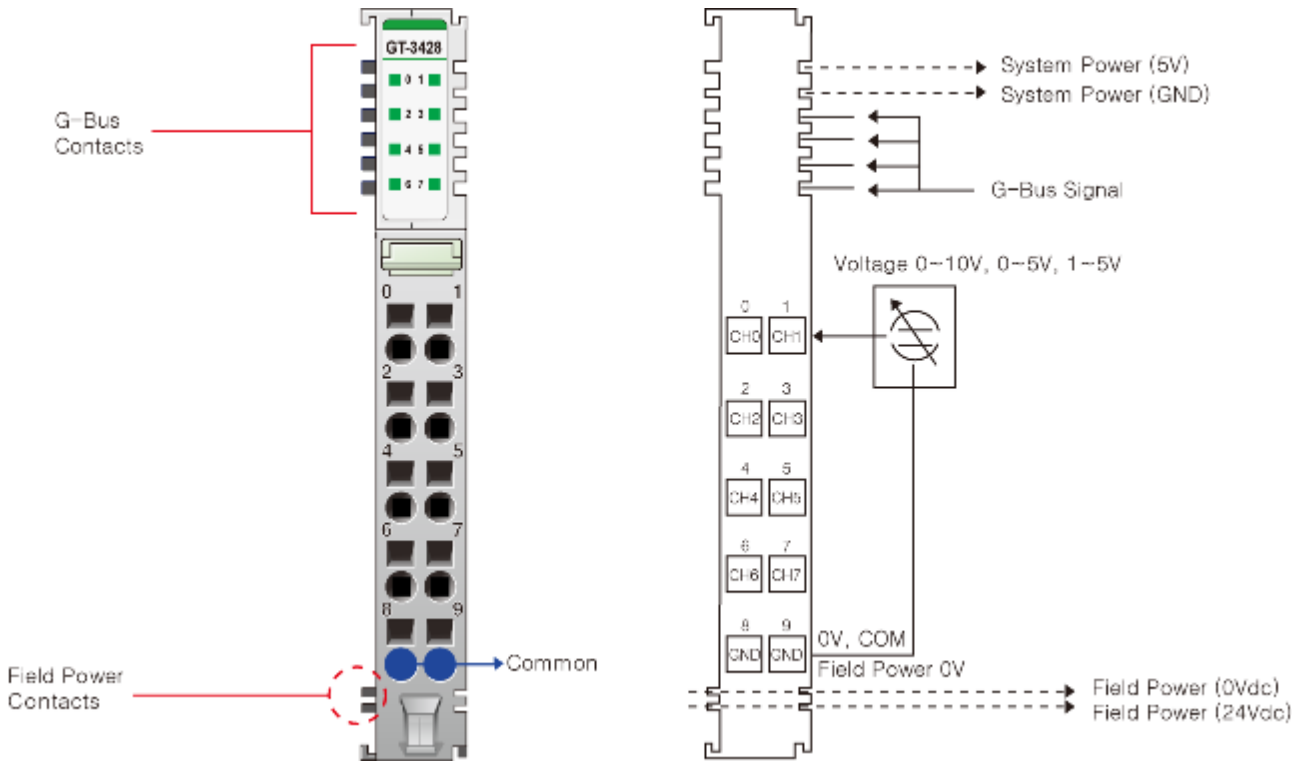 GT-3428
0 1
2 3
4 5
6 7
G-Bus
Contacts
0 1
2 3
4 5
6 7
8 9
Common
Field Power
Contacts
System Power (5V)
System Power (GND)
G-Bus Signal
Voltage 0~10V, 0~5V, 1~5V
0 1
CH0 CH1
2 3
CH2 CH3
4 5
CH4 CH5
6 7
CH6 CH7
8 9
GND GND
0V, COM
Field Power 0V
Field Power (0Vdc)
Field Power (24Vdc)